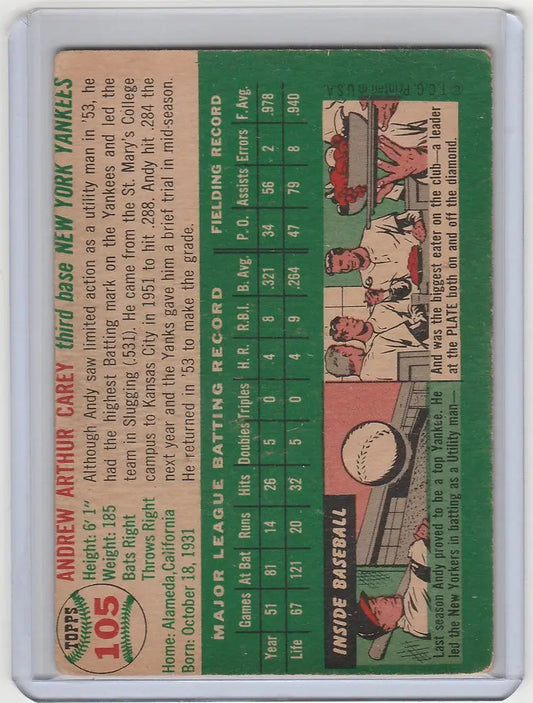 TOPPS
105
ANDREW ARTHUR CAREY third base NEW YORK YANKEES
Height: 6' 1"
Weight: 185
Bats Right
Throws Right
Home: Alameda, California
Born: October 18, 1931
Although Andy saw limited action as a utility man in '53, he
had the highest Batting mark on the Yankees and led the
team in Slugging (.531). He came from the St. Mary's College
campus to Kansas City in 1951 to hit .288. Andy hit .284 the
next year and the Yanks gave him a brief trial in mid-season.
He returned in '53 to make the grade.
MAJOR LEAGUE BATTING RECORD FIELDING RECORD
Games At Bat Runs Hits Doubles Triples H. R. R.B.I. B. Avg. P. O. Assists Errors F. Avg.
Year 51 81 14 26 5 0 4 8 .321 34 56 2 .978
Life 67 121 20 32 5 0 4 9 .264 47 79 8 .940
INSIDE BASEBALL
Last season Andy proved to be a top Yankee. He
led the New Yorkers in batting as a Utility man—
And was the biggest eater on the club—a leader
at the PLATE both on and off the diamond.
© T. C. G. Printed in U.S.A.